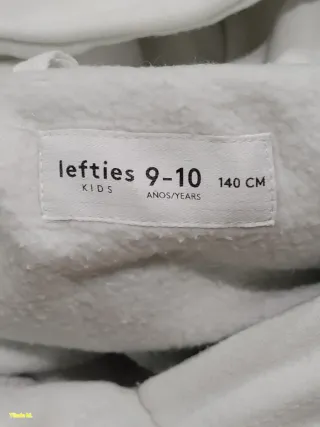 lefties 9-10 140 CM
KIDS AÑOS/YEARS